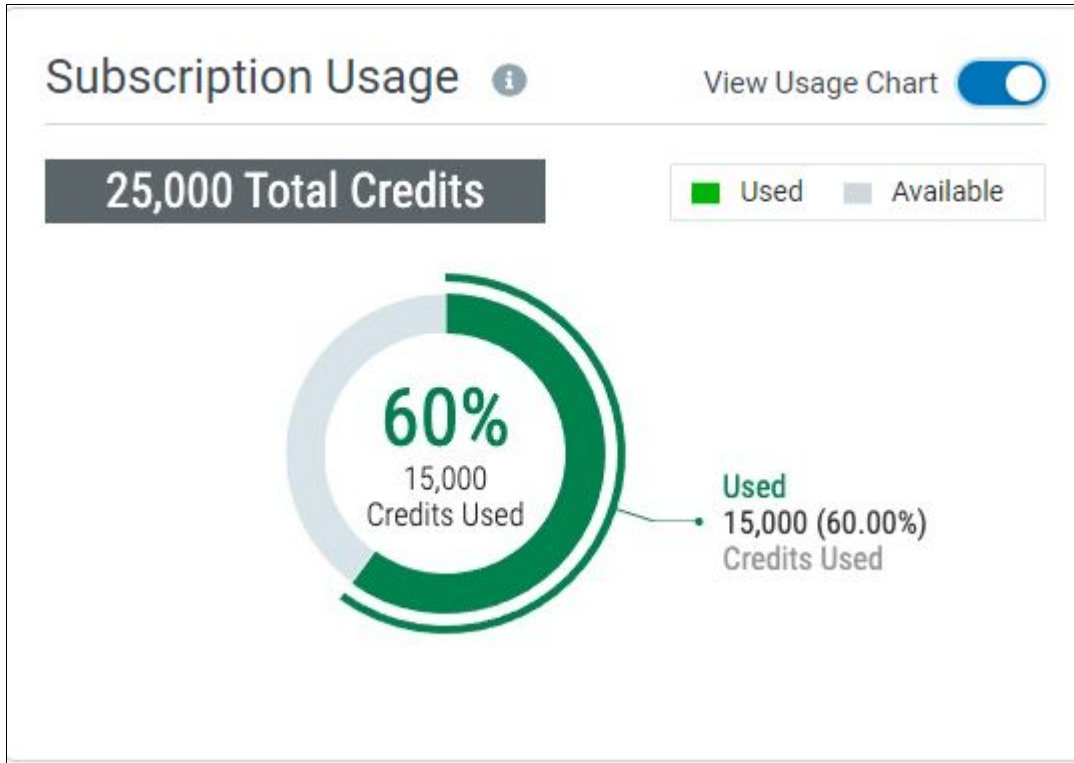 Subscription Usage
View Usage Chart
25,000 Total Credits
Used
Available
60%
15,000
Credits Used
Used
15,000 (60.00%)
Credits Used